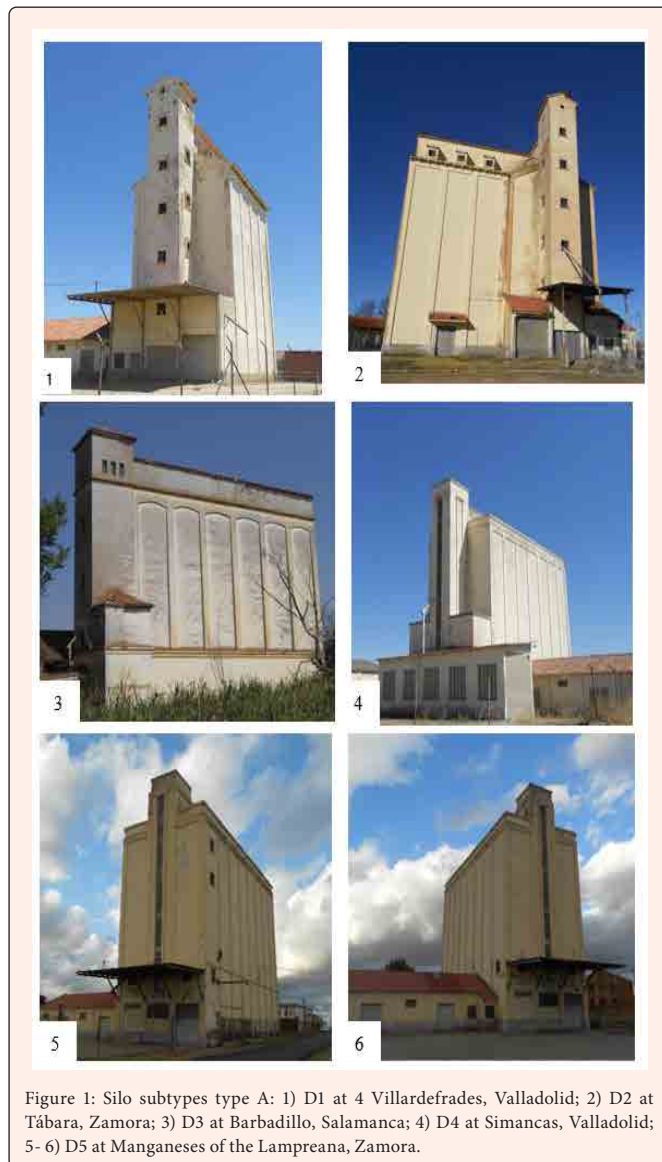 1
2
3
4
5
6
Figure 1: Silo subtypes type A: 1) D1 at 4 Villardefrades, Valladolid; 2) D2 at
Tábara, Zamora; 3) D3 at Barbadillo, Salamanca; 4) D4 at Simancas, Valladolid;
5- 6) D5 at Manganeses of the Lampreana, Zamora.